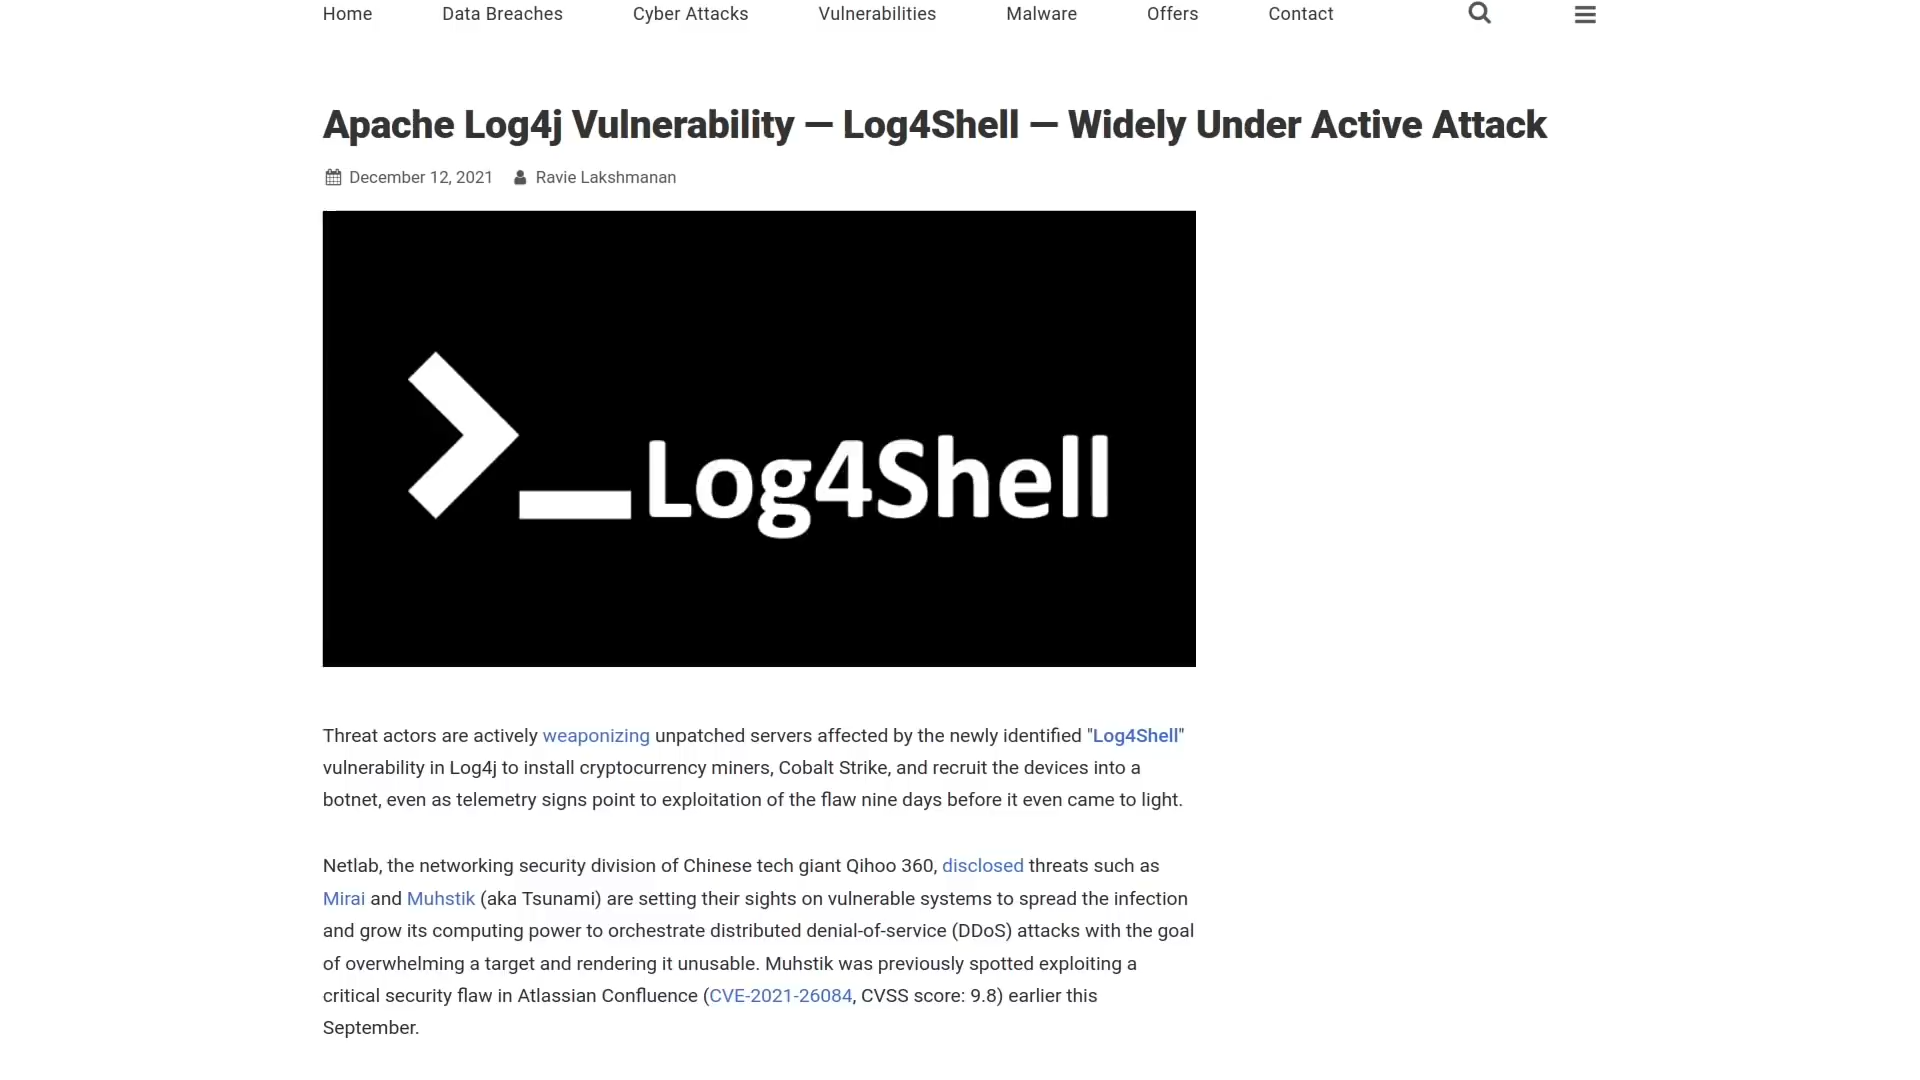 Home Data Breaches Cyber Attacks Vulnerabilities Malware Offers Contact
Apache Log4j Vulnerability — Log4Shell — Widely Under Active Attack
December 12, 2021 Ravie Lakshmanan
>_Log4Shell
Threat actors are actively weaponizing unpatched servers affected by the newly identified "Log4Shell"
vulnerability in Log4j to install cryptocurrency miners, Cobalt Strike, and recruit the devices into a
botnet, even as telemetry signs point to exploitation of the flaw nine days before it even came to light.
Netlab, the networking security division of Chinese tech giant Qihoo 360, disclosed threats such as
Mirai and Muhstik (aka Tsunami) are setting their sights on vulnerable systems to spread the infection
and grow its computing power to orchestrate distributed denial-of-service (DDoS) attacks with the goal
of overwhelming a target and rendering it unusable. Muhstik was previously spotted exploiting a
critical security flaw in Atlassian Confluence (CVE-2021-26084, CVSS score: 9.8) earlier this
September.